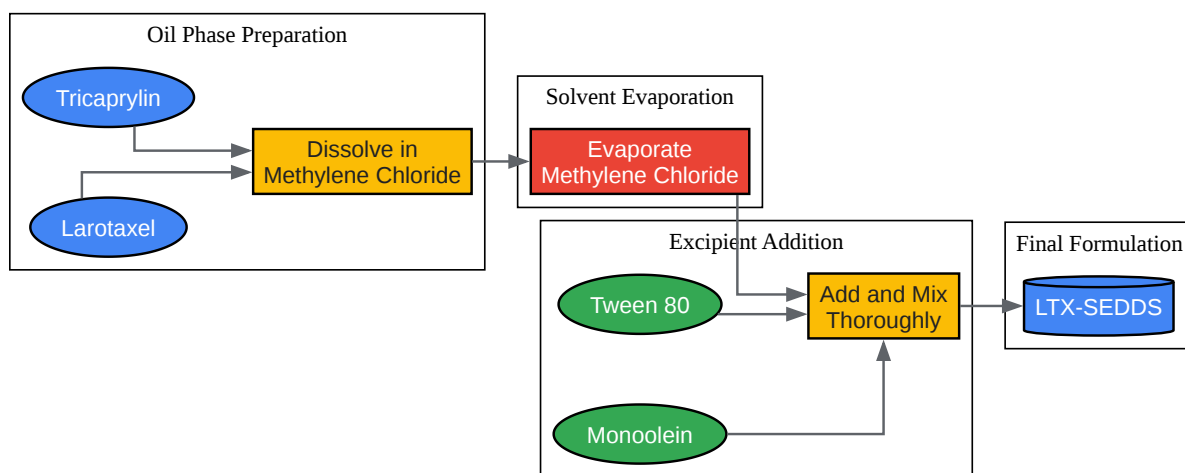 Oil Phase Preparation
Tricaprylin
Larotaxel
Dissolve in
Methylene Chloride
Solvent Evaporation
Evaporate
Methylene Chloride
Excipient Addition
Tween 80
Monoolein
Add and Mix
Thoroughly
Final Formulation
LTX-SEDDS